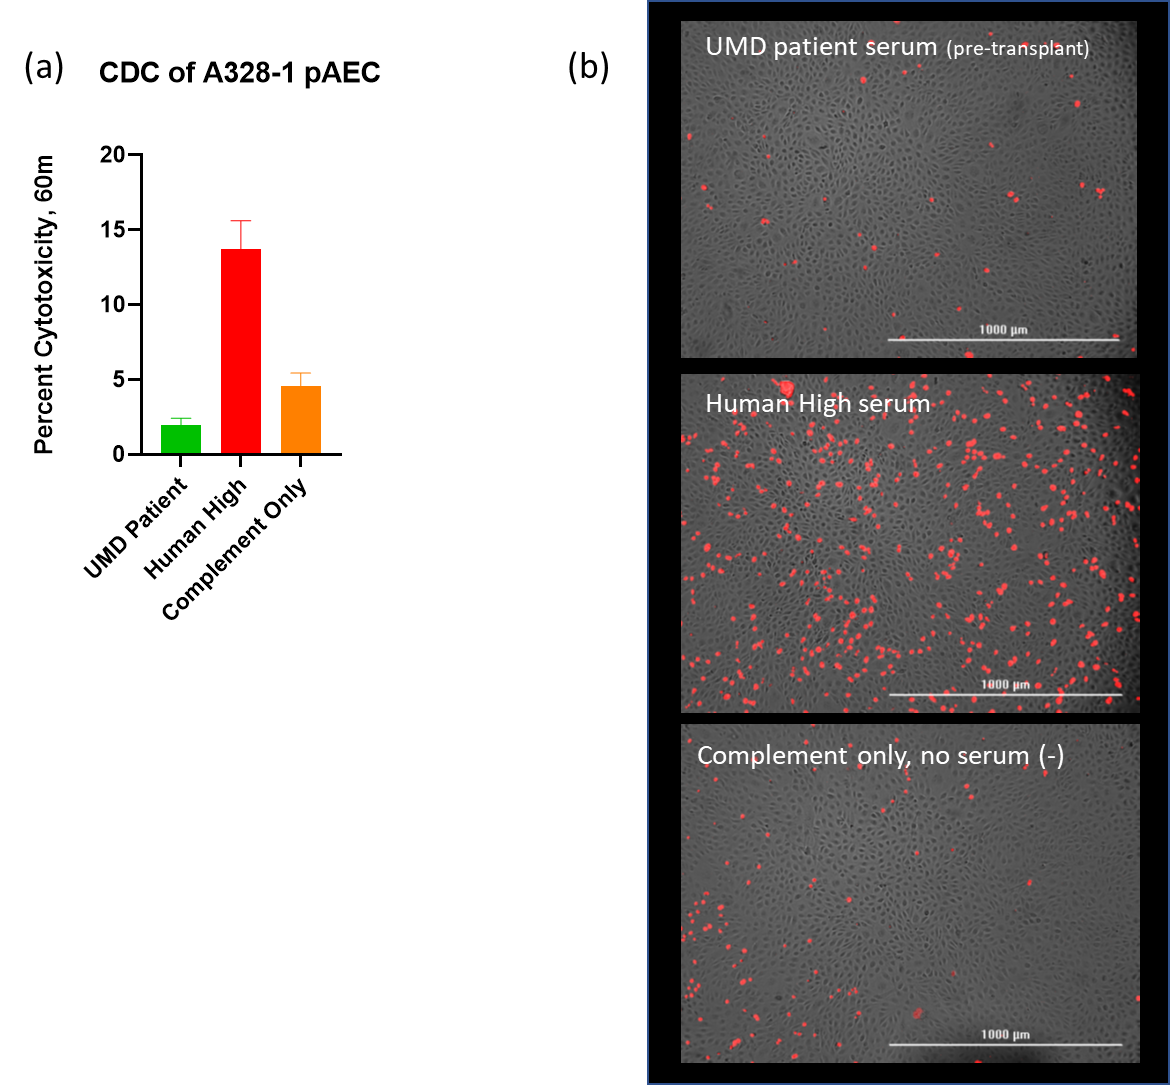 (a)
CDC of A328-1 pAEC
Percent Cytotoxicity, 60m
20
15
10
5
0
UMD Patient
Human High
Complement Only
(b)
UMD patient serum (pre-transplant)
1000 µm
Human High serum
1000 µm
Complement only, no serum (-)
1000 µm